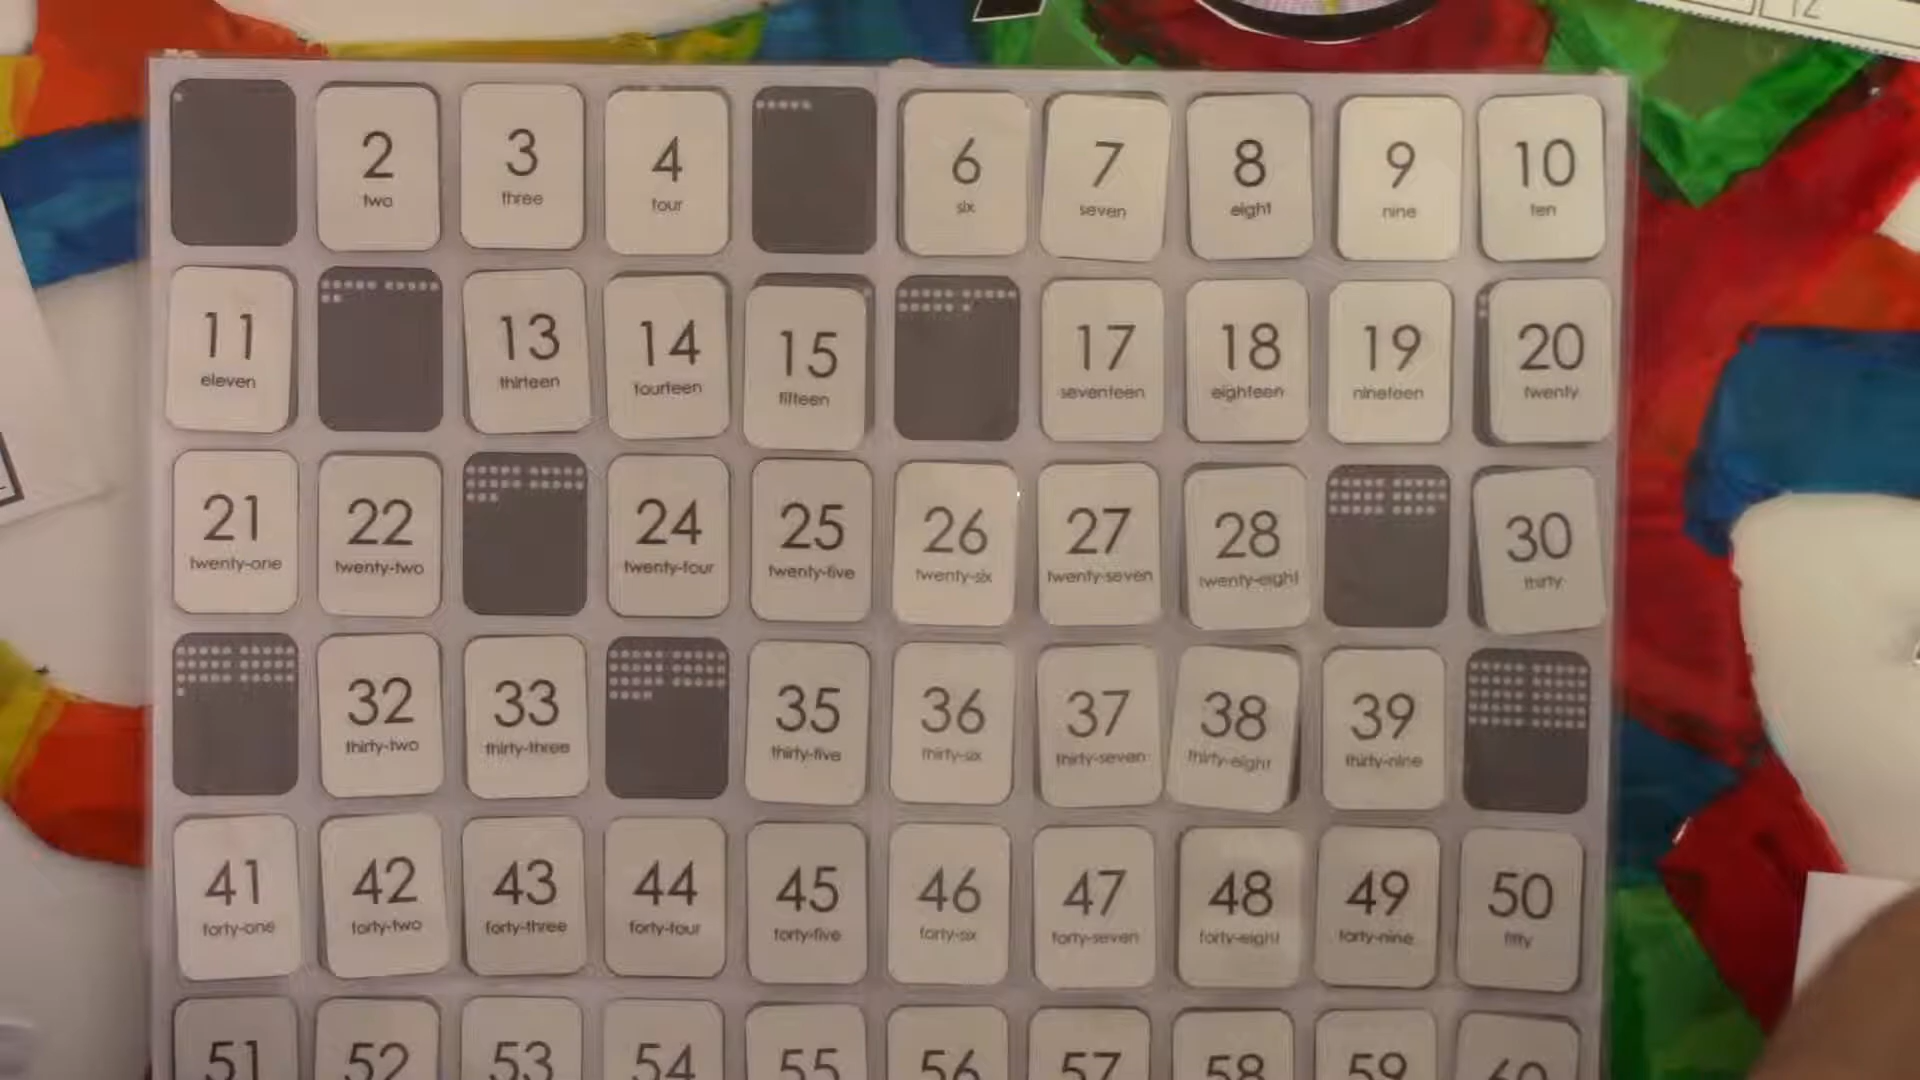 2 3 4 6 7 8 9 10
two three four six seven eight nine ten
11 13 14 15 17 18 19 20
eleven thirteen fourteen fifteen seventeen eighteen nineteen twenty
21 22 24 25 26 27 28 30
twenty-one twenty-two twenty-four twenty-five twenty-six twenty-seven twenty-eight thirty
32 33 35 36 37 38 39
thirty-two thirty-three thirty-five thirty-six thirty-seven thirty-eight thirty-nine
41 42 43 44 45 46 47 48 49 50
forty-one forty-two forty-three forty-four forty-five forty-six forty-seven forty-eight forty-nine fifty
51 52 53 54 55 56 57 58 59 60